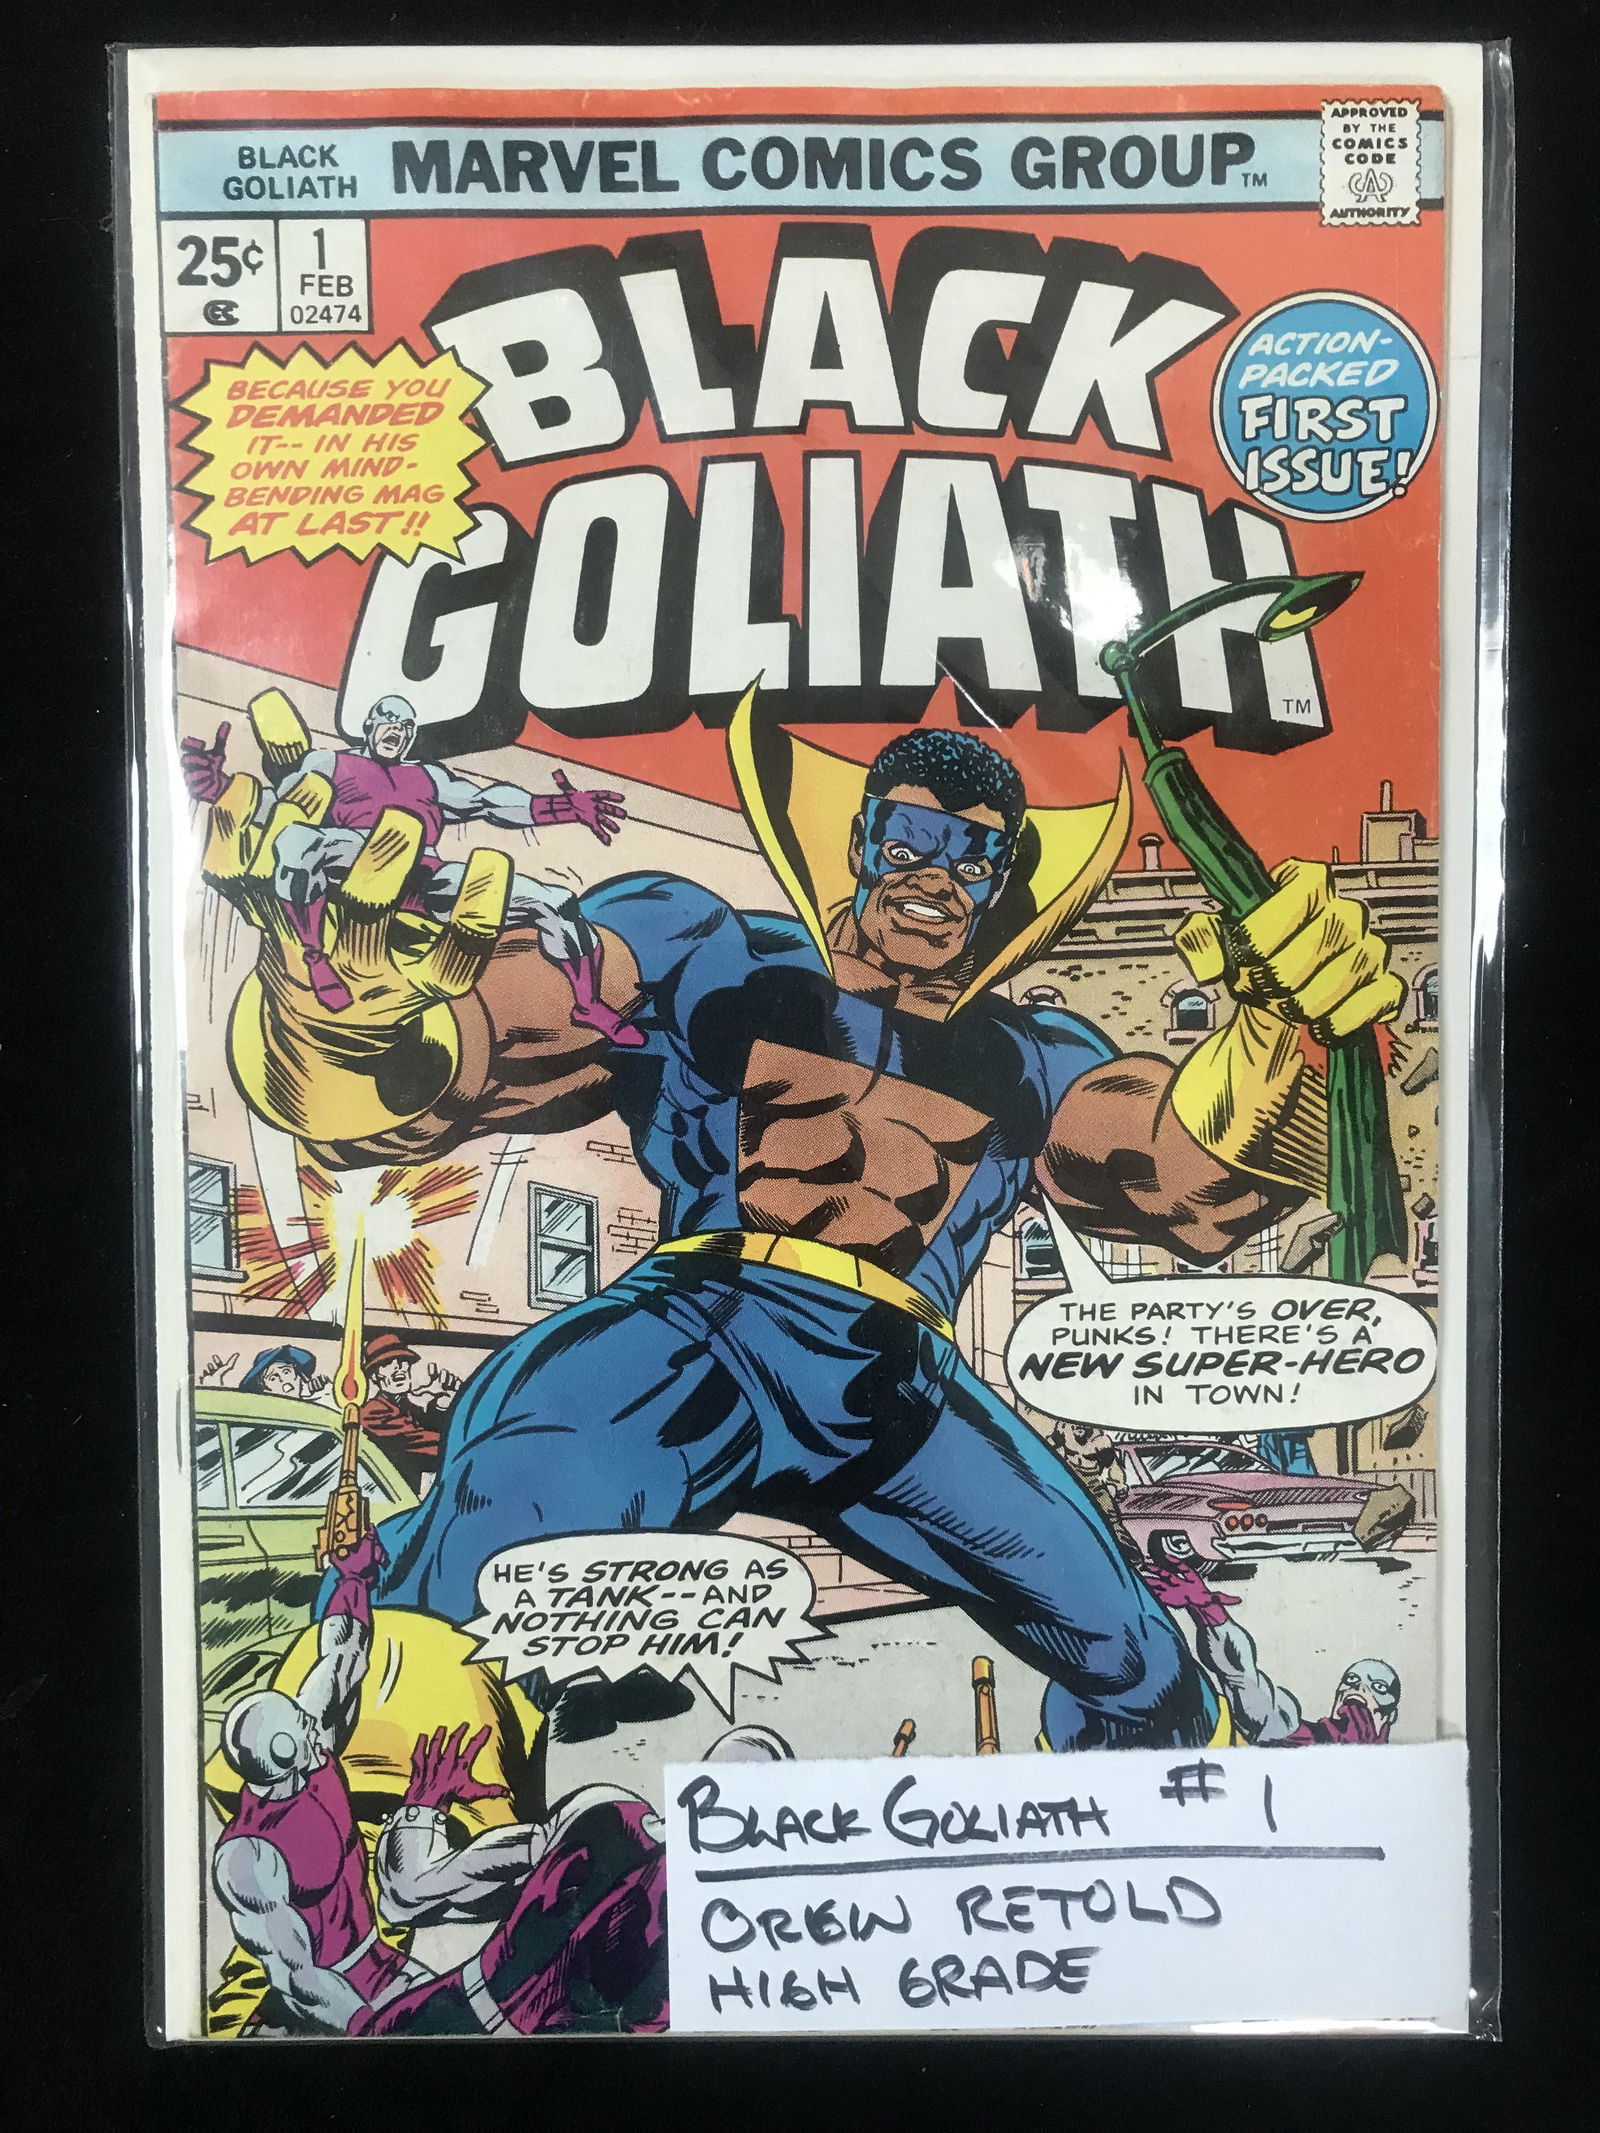 BLACK
GOLIATH
MARVEL COMICS GROUP™
APPROVED
BY THE
COMICS
CODE
CA
AUTHORITY
25¢
CC
1
FEB
02474
BLACK
GOLIATH
TM
BECAUSE YOU
DEMANDED
IT-- IN HIS
OWN MIND-
BENDING MAG
AT LAST!!
ACTION-
PACKED
FIRST
ISSUE!
THE PARTY'S OVER,
PUNKS! THERE'S A
NEW SUPER-HERO
IN TOWN!
HE'S STRONG AS
A TANK--AND
NOTHING CAN
STOP HIM!
BLACK GOLIATH #1
ORIGIN RETOLD
HIGH GRADE